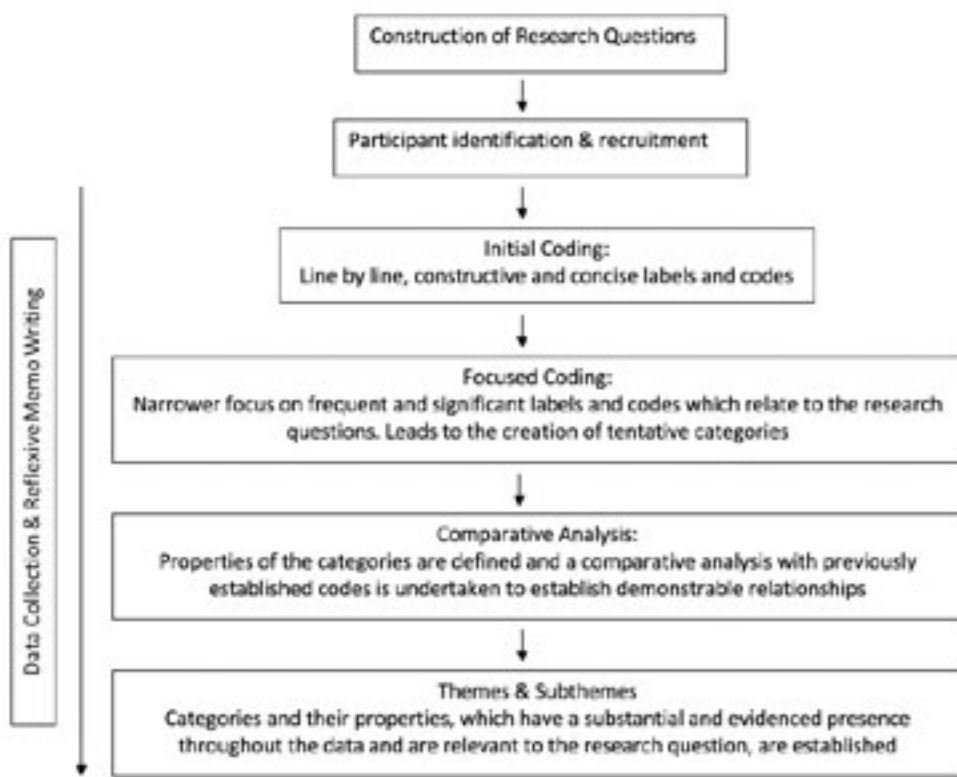 Construction of Research Questions
Participant identification & recruitment
Initial Coding:
Line by line, constructive and concise labels and codes
Focused Coding:
Narrower focus on frequent and significant labels and codes which relate to the research
questions. Leads to the creation of tentative categories
Comparative Analysis:
Properties of the categories are defined and a comparative analysis with previously
established codes is undertaken to establish demonstrable relationships
Themes & Subthemes
Categories and their properties, which have a substantial and evidenced presence
throughout the data and are relevant to the research question, are established
Data Collection & Reflexive Memo Writing